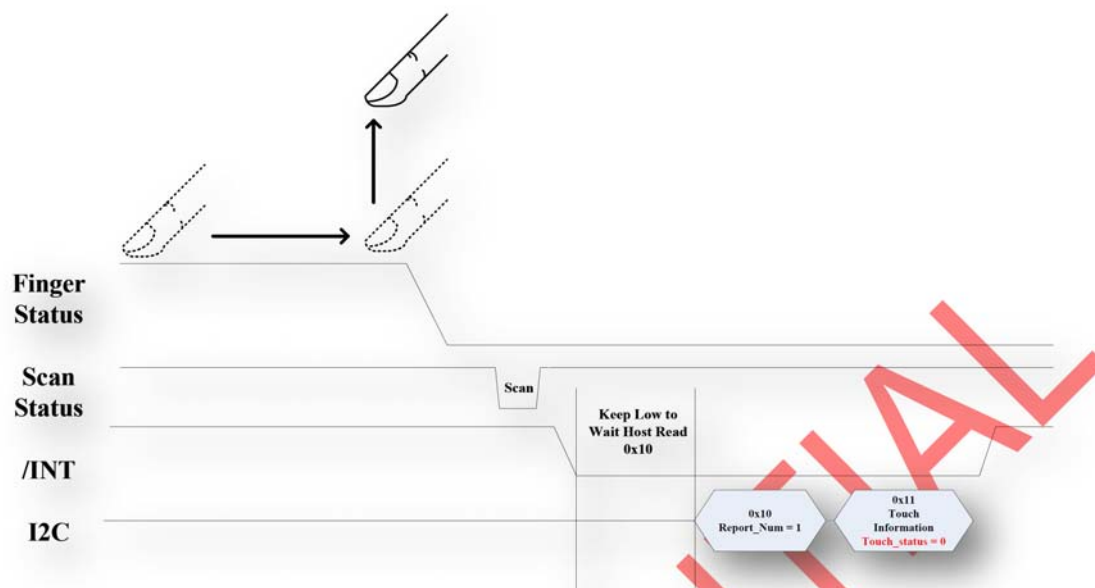 Finger
Status
Scan
Status
Scan
Keep Low to
Wait Host Read
0x10
/INT
I2C
0x10
Report_Num = 1
0x11
Touch
Information
Touch_status = 0
TIAL